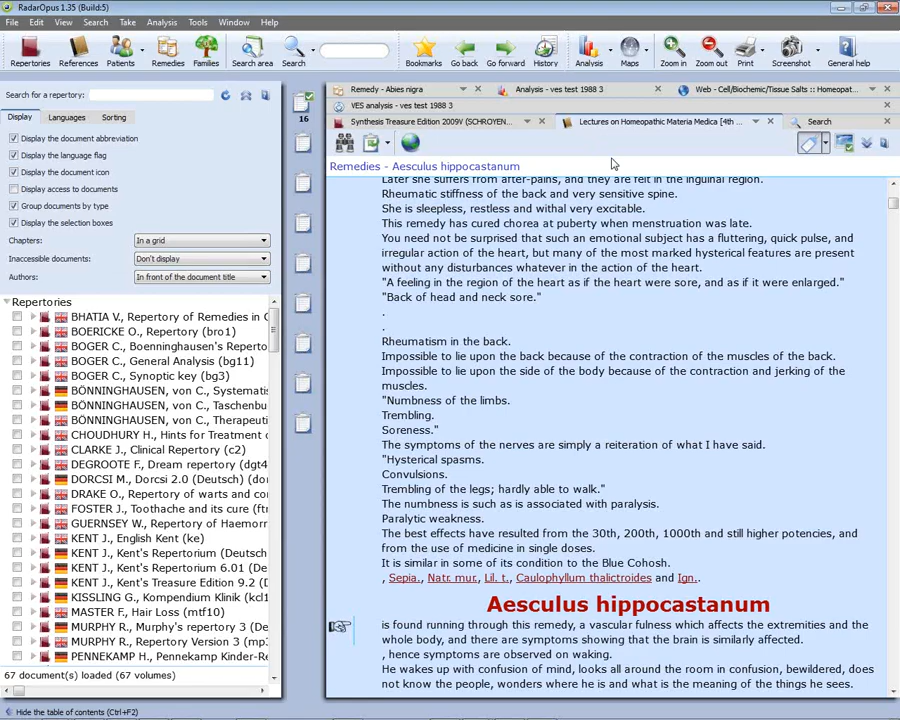 RadarOpus 1.35 (Build:5)
File Edit View Search Take Analysis Tools Window Help
Repertories References Patients Remedies Families Search area Search Bookmarks Go back Go forward History Analysis Maps Zoom in Zoom out Print Screenshot General help
Search for a repertory:
Display Languages Sorting
Display the document abbreviation
Display the language flag
Display the document icon
Display access to documents
Group documents by type
Display the selection boxes
Chapters: In a grid
Inaccessible documents: Don't display
Authors: In front of the document title
Repertories
BHATIA V., Repertory of Remedies in C
BOERICKE O., Repertory (bro1)
BOGER C., Boenninghausen's Repertor
BOGER C., General Analysis (bg11)
BOGER C., Synoptic key (bg3)
BÖNNINGHAUSEN, von C., Systematis
BÖNNINGHAUSEN, von C., Taschenbu
BÖNNINGHAUSEN, von C., Therapeuti
CHOUDHURY H., Hints for Treatment o
CLARKE J., Clinical Repertory (c2)
DEGROOTE F., Dream repertory (dgt4
DORCSI M., Dorcsi 2.0 (Deutsch) (dor
DRAKE O., Repertory of warts and cor
FOSTER J., Toothache and its cure (ftr
GUERNSEY W., Repertory of Haemorr
KENT J., English Kent (ke)
KENT J., Kent's Repertorium (Deutsch
KENT J., Kent's Repertorium 6.01 (De
KENT J., Kent's Treasure Edition 9.2 (
KISSLING G., Kompendium Klinik (kcl1
MASTER F., Hair Loss (mtf10)
MURPHY R., Murphy's repertory 3 (De
MURPHY R., Repertory Version 3 (mp3
PENNEKAMP H., Pennekamp Kinder-Re
67 document(s) loaded (67 volumes)
Hide the table of contents (Ctrl+F2)
16
Remedy - Abies nigra
Analysis - ves test 1988 3
Web - Cell/Biochemic/Tissue Salts :: Homeopat...
VES analysis - ves test 1988 3
Synthesis Treasure Edition 2009V (SCHROYEN...
Lectures on Homeopathic Materia Medica [4th ...
Search
Remedies - Aesculus hippocastanum
Later she suffers from after-pains, and they are felt in the inguinal region.
Rheumatic stiffness of the back and very sensitive spine.
She is sleepless, restless and withal very excitable.
This remedy has cured chorea at puberty when menstruation was late.
You need not be surprised that such an emotional subject has a fluttering, quick pulse, and
irregular action of the heart, but many of the most marked hysterical features are present
without any disturbances whatever in the action of the heart.
"A feeling in the region of the heart as if the heart were sore, and as if it were enlarged."
"Back of head and neck sore."
.
.
Rheumatism in the back.
Impossible to lie upon the back because of the contraction of the muscles of the back.
Impossible to lie upon the side of the body because of the contraction and jerking of the
muscles.
"Numbness of the limbs.
Trembling.
Soreness."
The symptoms of the nerves are simply a reiteration of what I have said.
"Hysterical spasms.
Convulsions.
Trembling of the legs; hardly able to walk."
The numbness is such as is associated with paralysis.
Paralytic weakness.
The best effects have resulted from the 30th, 200th, 1000th and still higher potencies, and
from the use of medicine in single doses.
It is similar in some of its condition to the Blue Cohosh.
, Sepia., Natr. mur., Lil. t., Caulophyllum thalictroides and Ign..
Aesculus hippocastanum
is found running through this remedy, a vascular fulness which affects the extremities and the
whole body, and there are symptoms showing that the brain is similarly affected.
, hence symptoms are observed on waking.
He wakes up with confusion of mind, looks all around the room in confusion, bewildered, does
not know the people, wonders where he is and what is the meaning of the things he sees.